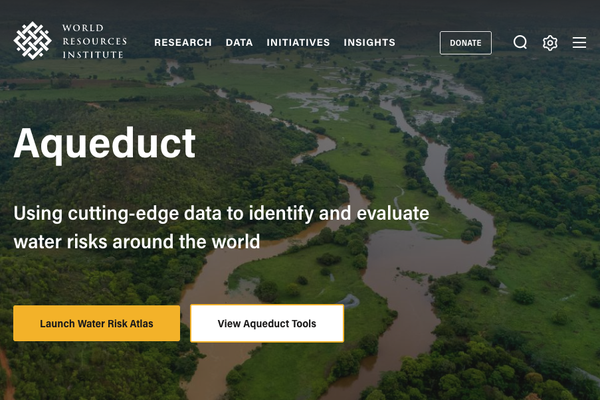 WORLD
RESOURCES
INSTITUTE
RESEARCH DATA INITIATIVES INSIGHTS
DONATE
Aqueduct
Using cutting-edge data to identify and evaluate
water risks around the world
Launch Water Risk Atlas
View Aqueduct Tools